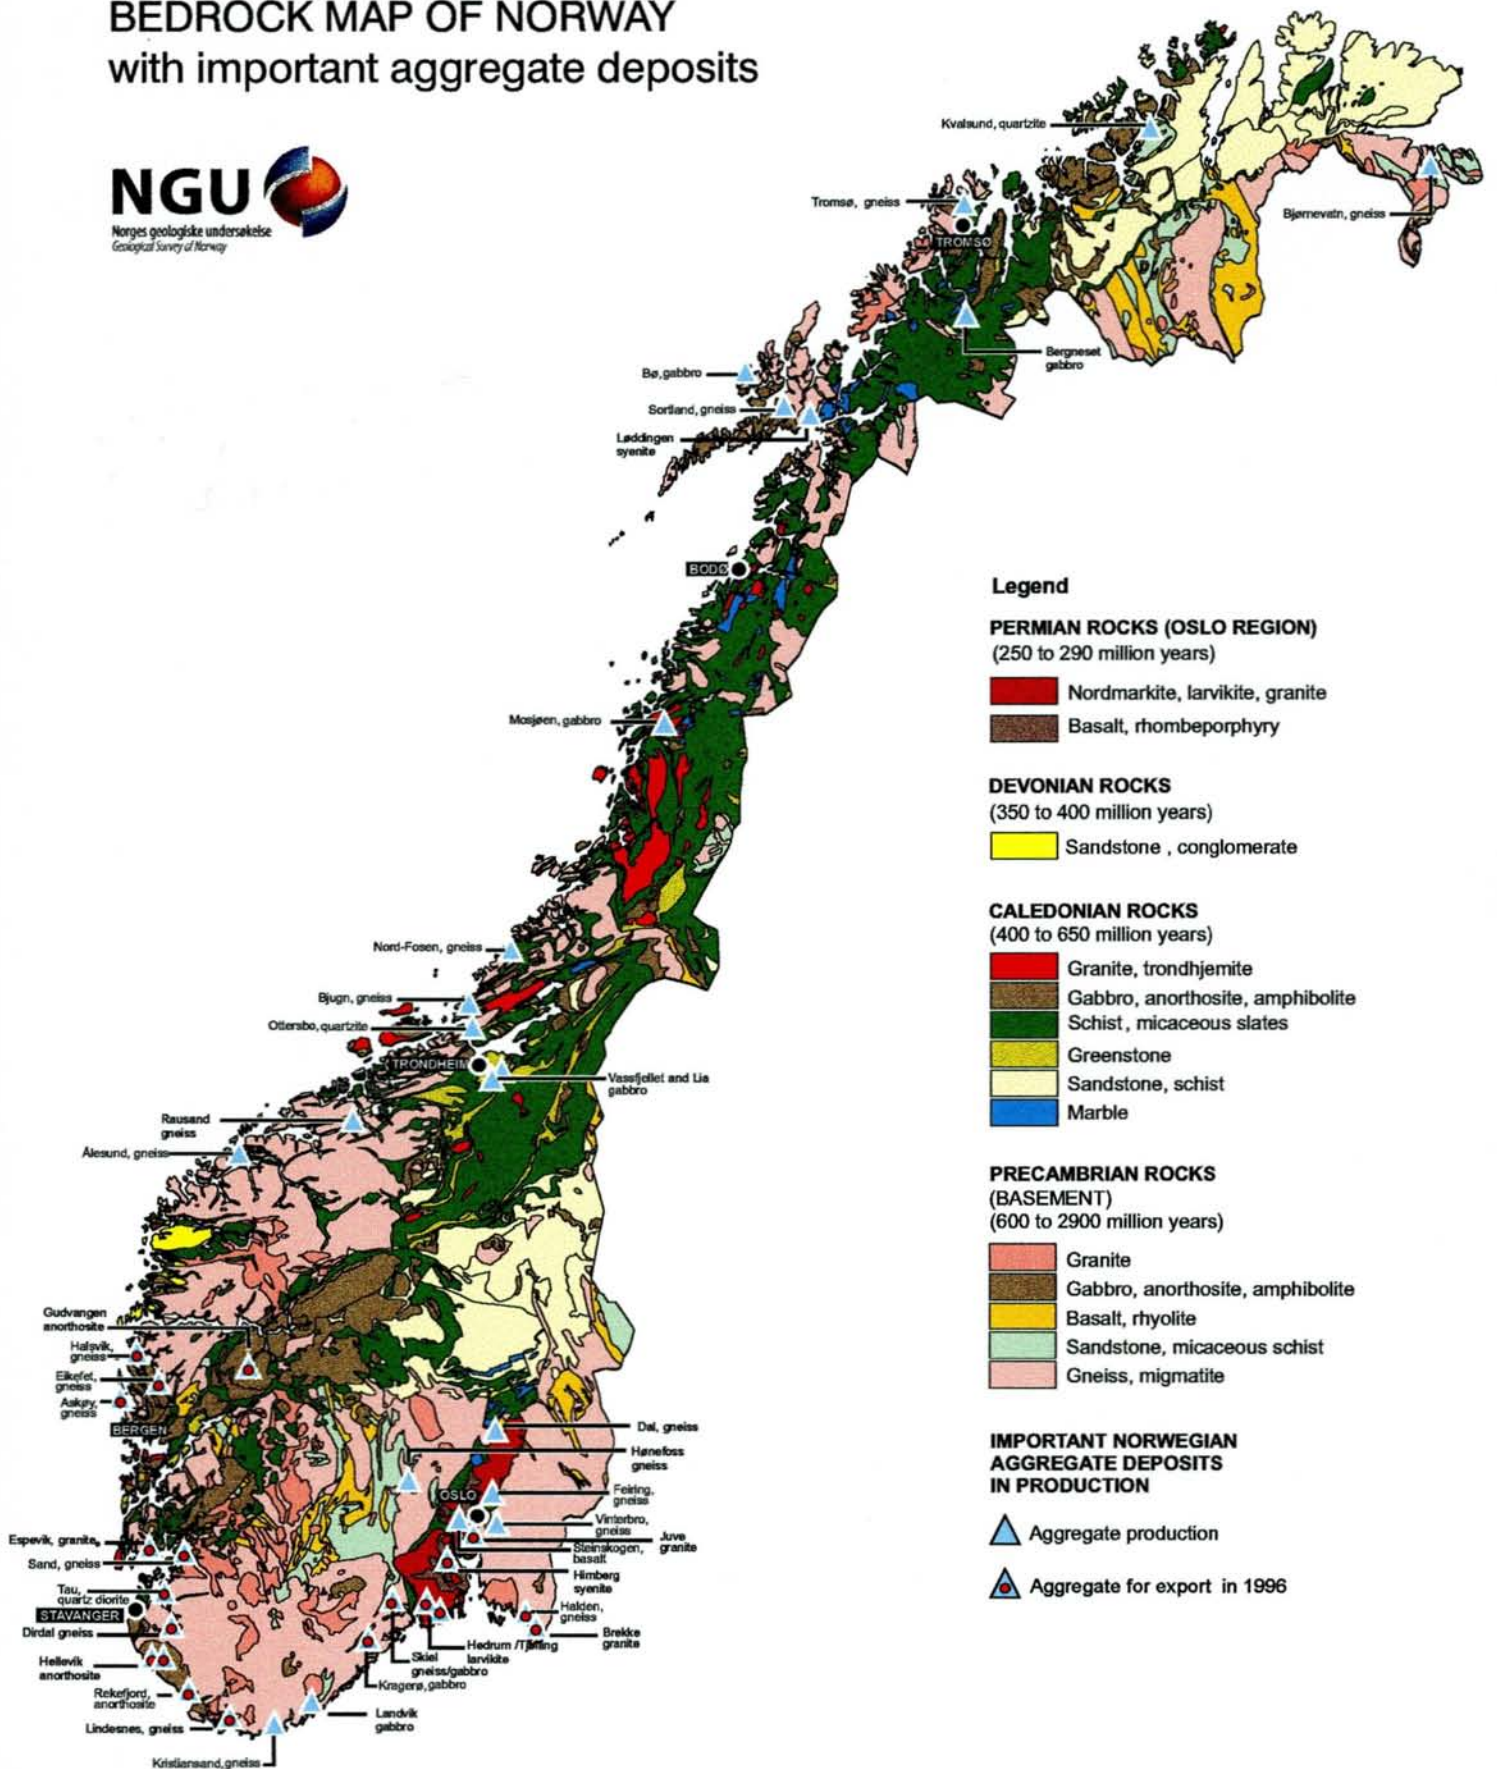 BEDROCK MAP OF NORWAY
with important aggregate deposits
NGU
Norges geologiske undersøkelse
Geological Survey of Norway
Kvalsund, quartzite
Tromsø, gneiss
TROMSØ
Bjørnevatn, gneiss
Bergneset
gabbro
Bø, gabbro
Sortland, gneiss
Løddingen
syenite
BODØ
Mosjøen, gabbro
Nord-Fosen, gneiss
Bjugn, gneiss
Ottersbo, quartzite
TRONDHEIM
Vassfjellet and Lia
gabbro
Rausand
gneiss
Ålesund, gneiss
Gudvangen
anorthosite
Halsvik,
gneiss
Eikefet,
gneiss
Askøy,
gneiss
BERGEN
Dal, gneiss
Hønefoss
gneiss
OSLO
Feiring,
gneiss
Vinterbro,
gneiss
Juve
granite
Steinskogen,
basalt
Himberg
syenite
Halden,
gneiss
Brekke
granite
Espevik, granite
Sand, gneiss
Tau,
quartz diorite
STAVANGER
Dirdal gneiss
Hellevik
anorthosite
Rekefjord,
anorthosite
Lindesnes, gneiss
Kristiansand, gneiss
Landvik
gabbro
Kragerø, gabbro
Skiel
gneiss/gabbro
Hedrum /Tjølling
larvikite
Legend
PERMIAN ROCKS (OSLO REGION)
(250 to 290 million years)
Nordmarkite, larvikite, granite
Basalt, rhombeporphyry
DEVONIAN ROCKS
(350 to 400 million years)
Sandstone , conglomerate
CALEDONIAN ROCKS
(400 to 650 million years)
Granite, trondhjemite
Gabbro, anorthosite, amphibolite
Schist, micaceous slates
Greenstone
Sandstone, schist
Marble
PRECAMBRIAN ROCKS
(BASEMENT)
(600 to 2900 million years)
Granite
Gabbro, anorthosite, amphibolite
Basalt, rhyolite
Sandstone, micaceous schist
Gneiss, migmatite
IMPORTANT NORWEGIAN
AGGREGATE DEPOSITS
IN PRODUCTION
Aggregate production
Aggregate for export in 1996